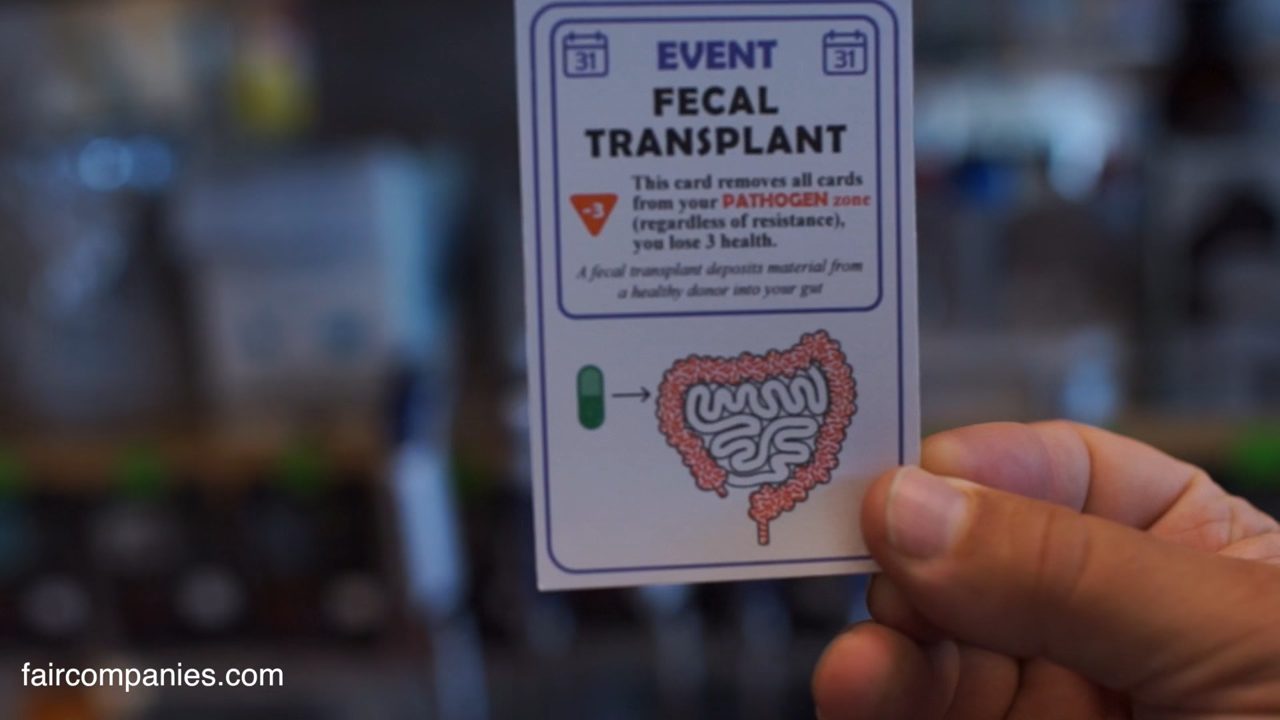 31 EVENT 31
FECAL
TRANSPLANT
-3
This card removes all cards
from your PATHOGEN zone
(regardless of resistance),
you lose 3 health.
A fecal transplant deposits material from
a healthy donor into your gut
faircompanies.com